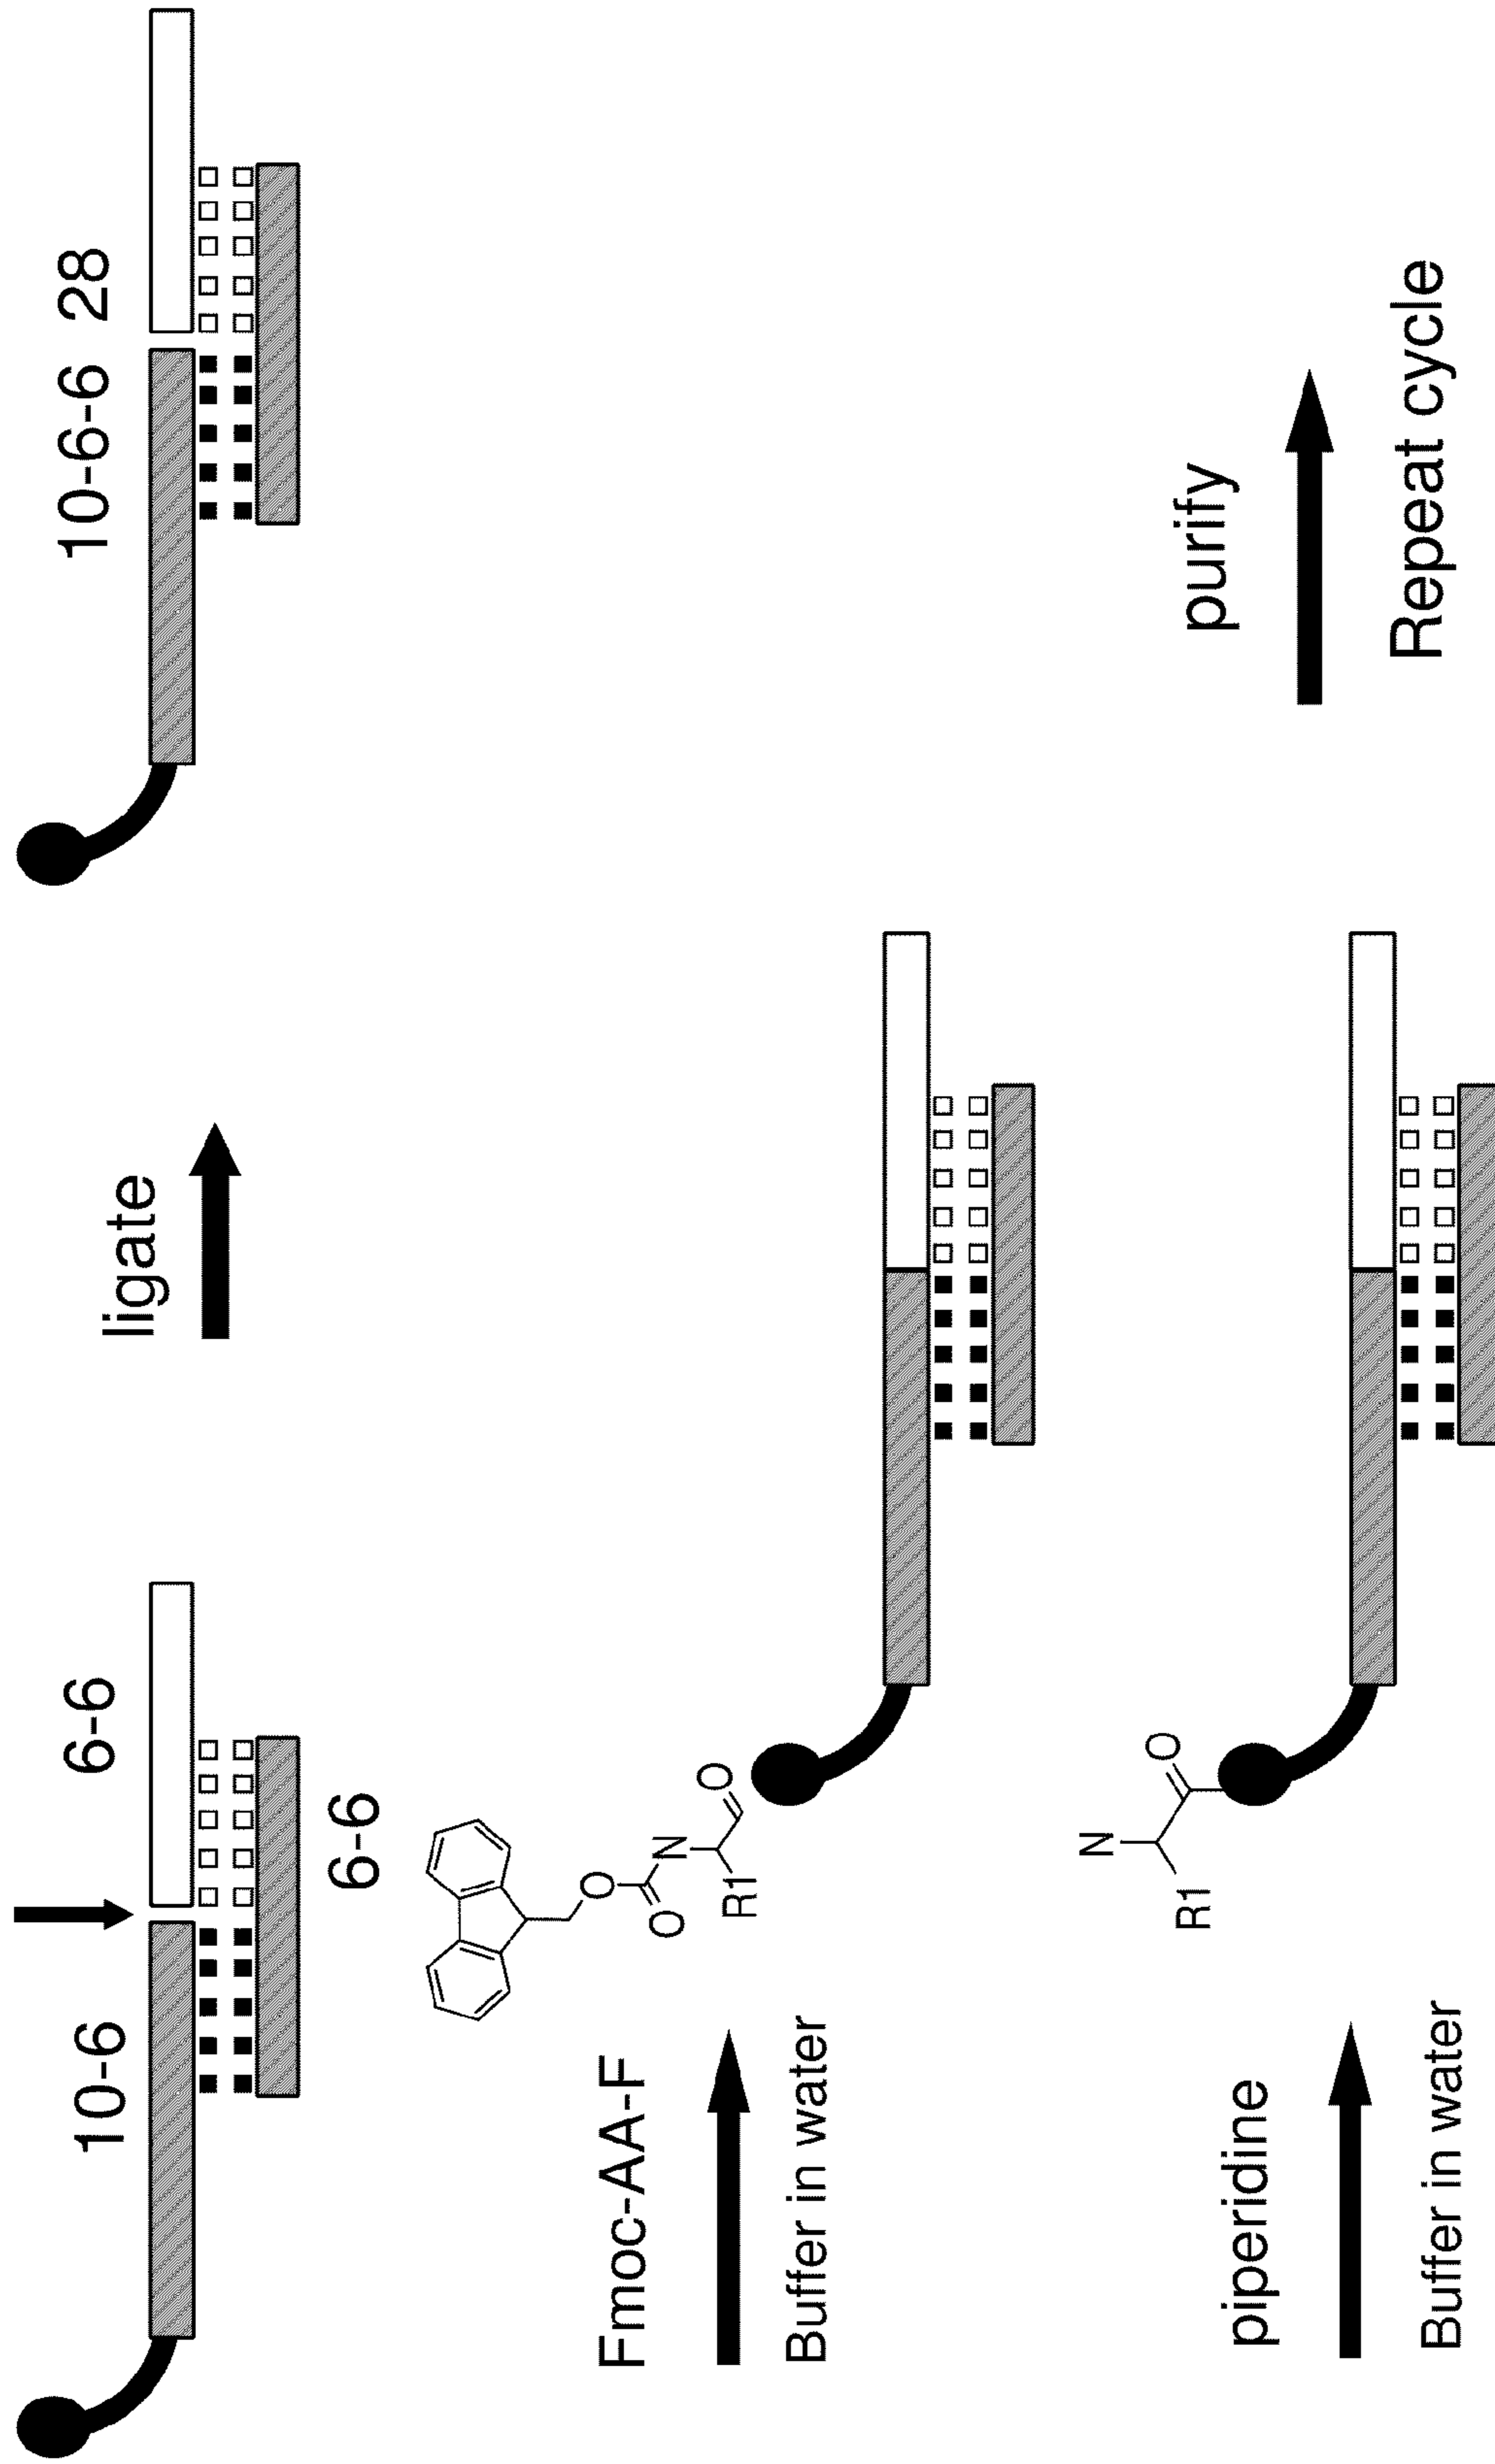 10-6
6-6
6-6
ligate
10-6-6
28
Fmoc-AA-F
Buffer in water
O
O
N
R1
O
piperidine
Buffer in water
N
R1
O
purify
Repeat cycle